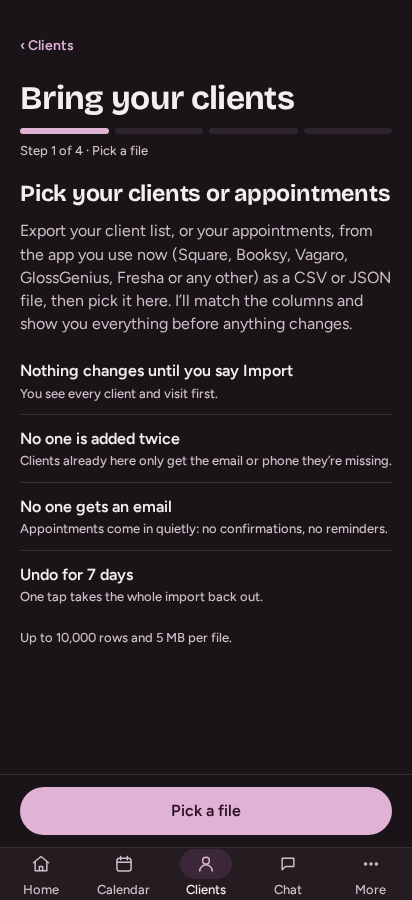 ‹ Clients
Bring your clients
Step 1 of 4 · Pick a file
Pick your clients or appointments
Export your client list, or your appointments, from
the app you use now (Square, Booksy, Vagaro,
GlossGenius, Fresha or any other) as a CSV or JSON
file, then pick it here. I’ll match the columns and
show you everything before anything changes.
Nothing changes until you say Import
You see every client and visit first.
No one is added twice
Clients already here only get the email or phone they’re missing.
No one gets an email
Appointments come in quietly: no confirmations, no reminders.
Undo for 7 days
One tap takes the whole import back out.
Up to 10,000 rows and 5 MB per file.
Pick a file
Home Calendar Clients Chat More